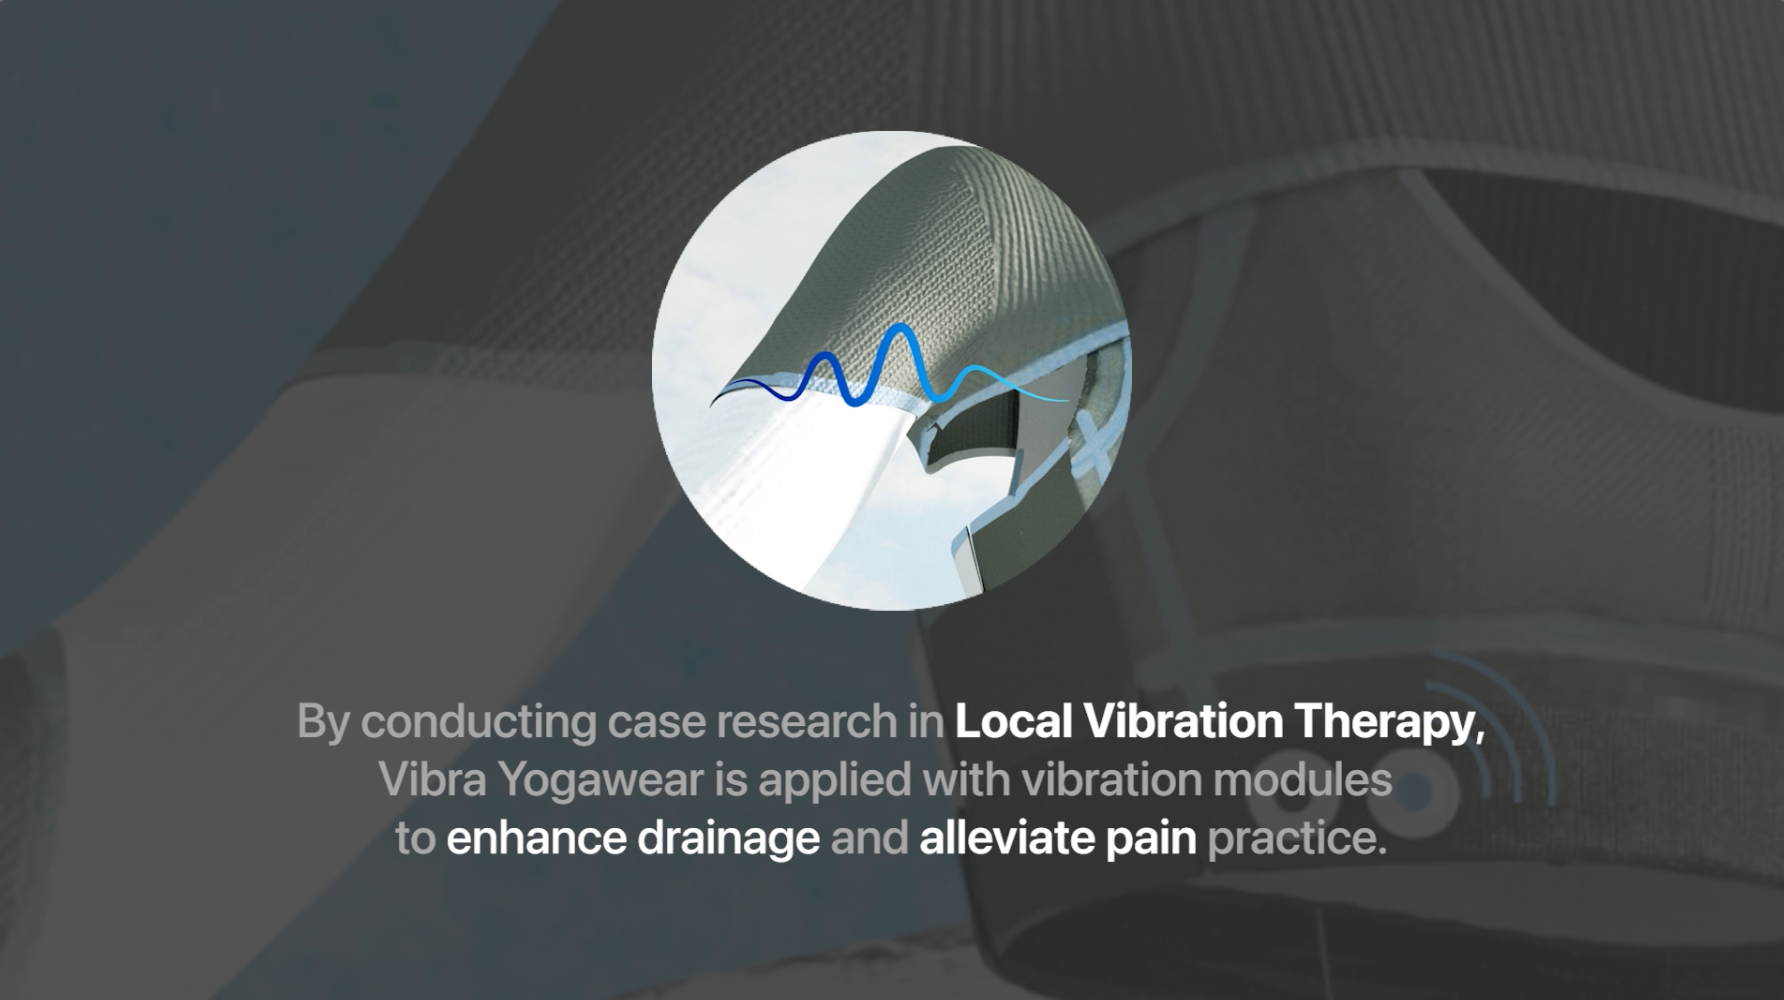 By conducting case research in Local Vibration Therapy,
Vibra Yogawear is applied with vibration modules
to enhance drainage and alleviate pain practice.